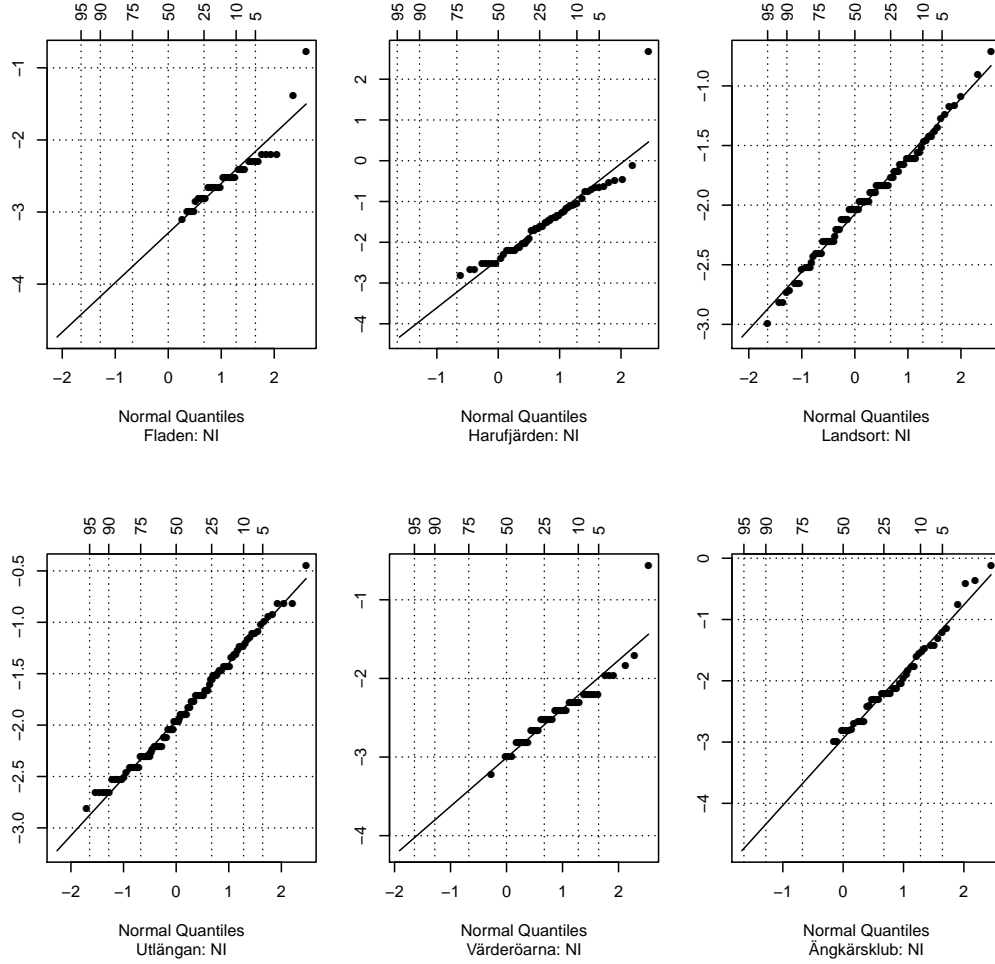 95 90 75 50 25 10 5
95 90 75 50 25 10 5
95 90 75 50 25 10 5
−1
−2
−3
−4
2
1
0
−1
−2
−3
−4
−1.0
−1.5
−2.0
−2.5
−3.0
−2 −1 0 1 2
−1 0 1 2
−2 −1 0 1 2
Normal Quantiles
Fladen: NI
Normal Quantiles
Harufjärden: NI
Normal Quantiles
Landsort: NI
95 90 75 50 25 10 5
95 90 75 50 25 10 5
95 90 75 50 25 10 5
−0.5
−1.0
−1.5
−2.0
−2.5
−3.0
−1
−2
−3
−4
0
−1
−2
−3
−4
−2 −1 0 1 2
−2 −1 0 1 2
−1 0 1 2
Normal Quantiles
Utlängan: NI
Normal Quantiles
Värderöarna: NI
Normal Quantiles
Ängkärsklub: NI